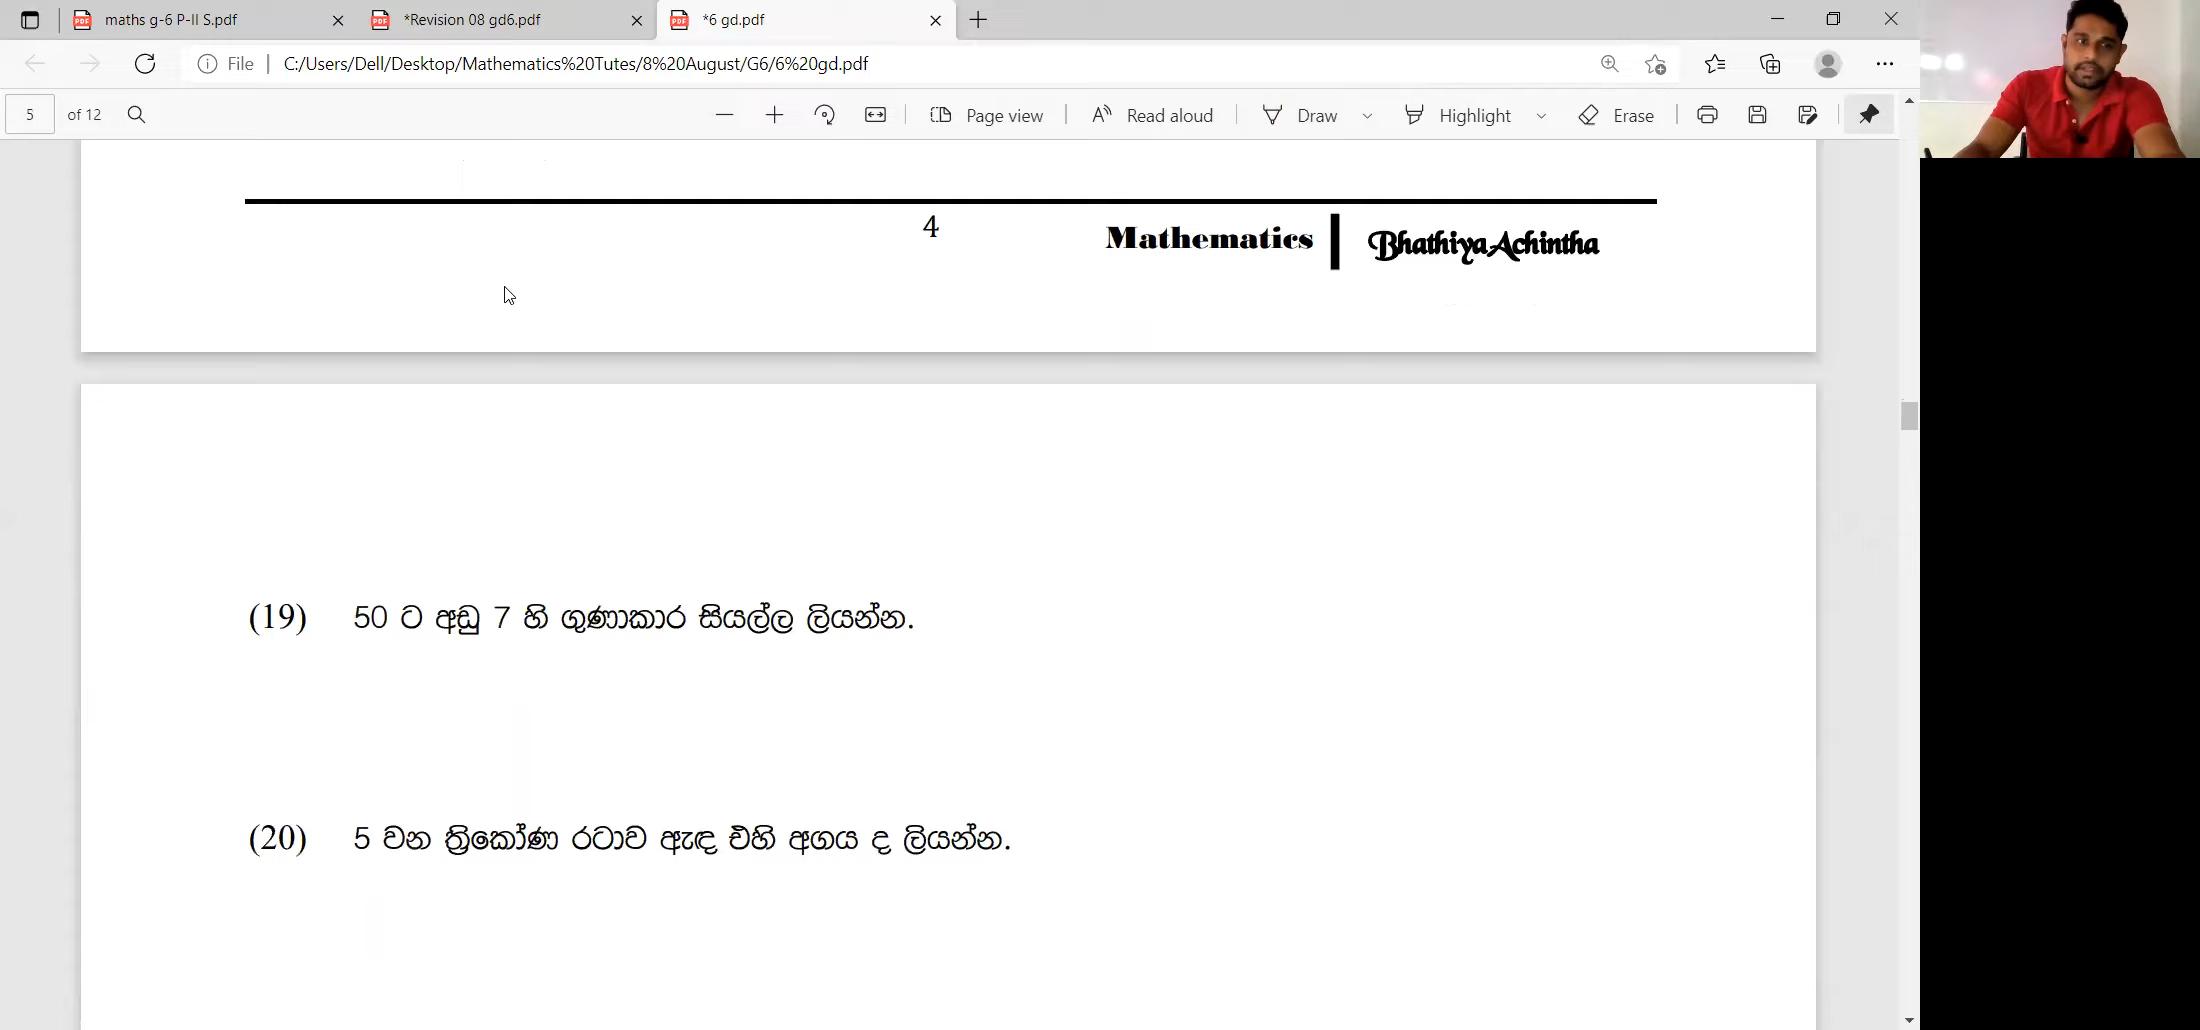 maths g-6 P-II S.pdf
*Revision 08 gd6.pdf
*6 gd.pdf
File
C:/Users/Dell/Desktop/Mathematics%20Tutes/8%20August/G6/6%20gd.pdf
5 of 12
Page view
Read aloud
Draw
Highlight
Erase
4
Mathematics
Bhathiya Achintha
(19) 50 ට අඩු 7 හි ගුණාකාර සියල්ල ලියන්න.
(20) 5 වන ත්‍රිකෝණ රටාව ඇඳ එහි අගය ද ලියන්න.